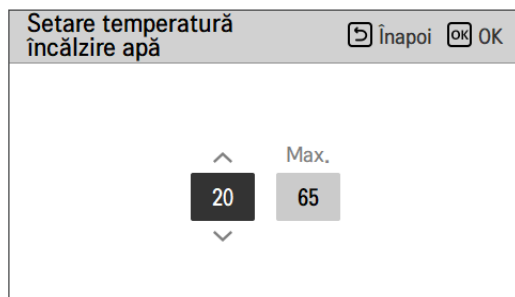 Setare temperatură
încălzire apă
Înapoi OK OK
Max.
20 65